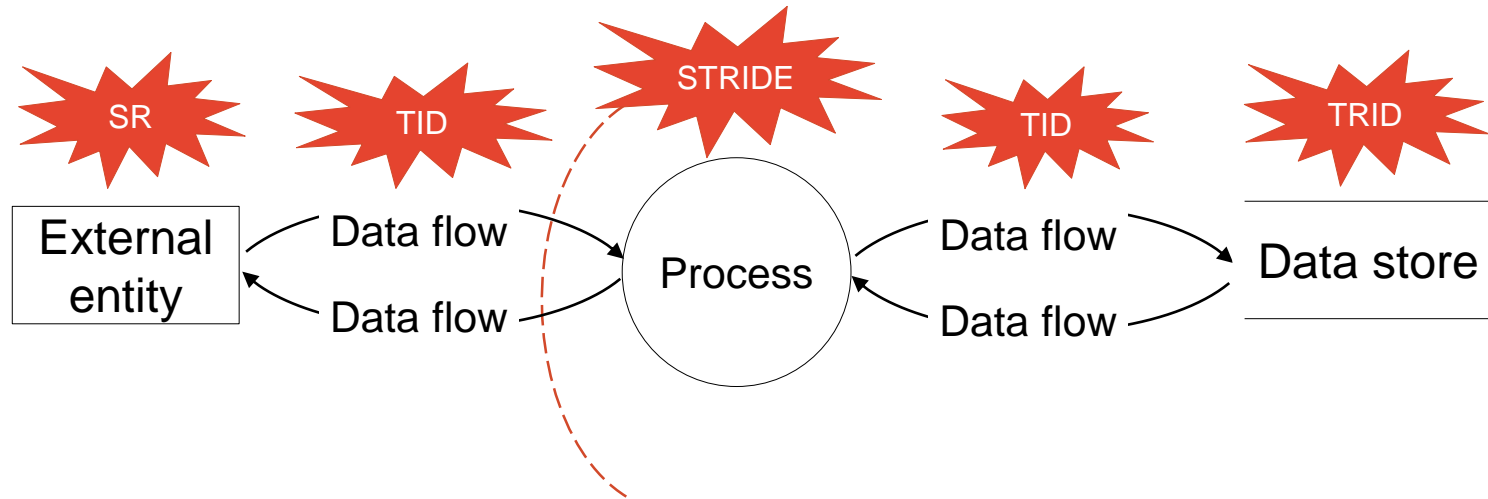 SR
TID
STRIDE
TID
TRID
External
entity
Data flow
Data flow
Process
Data flow
Data flow
Data store